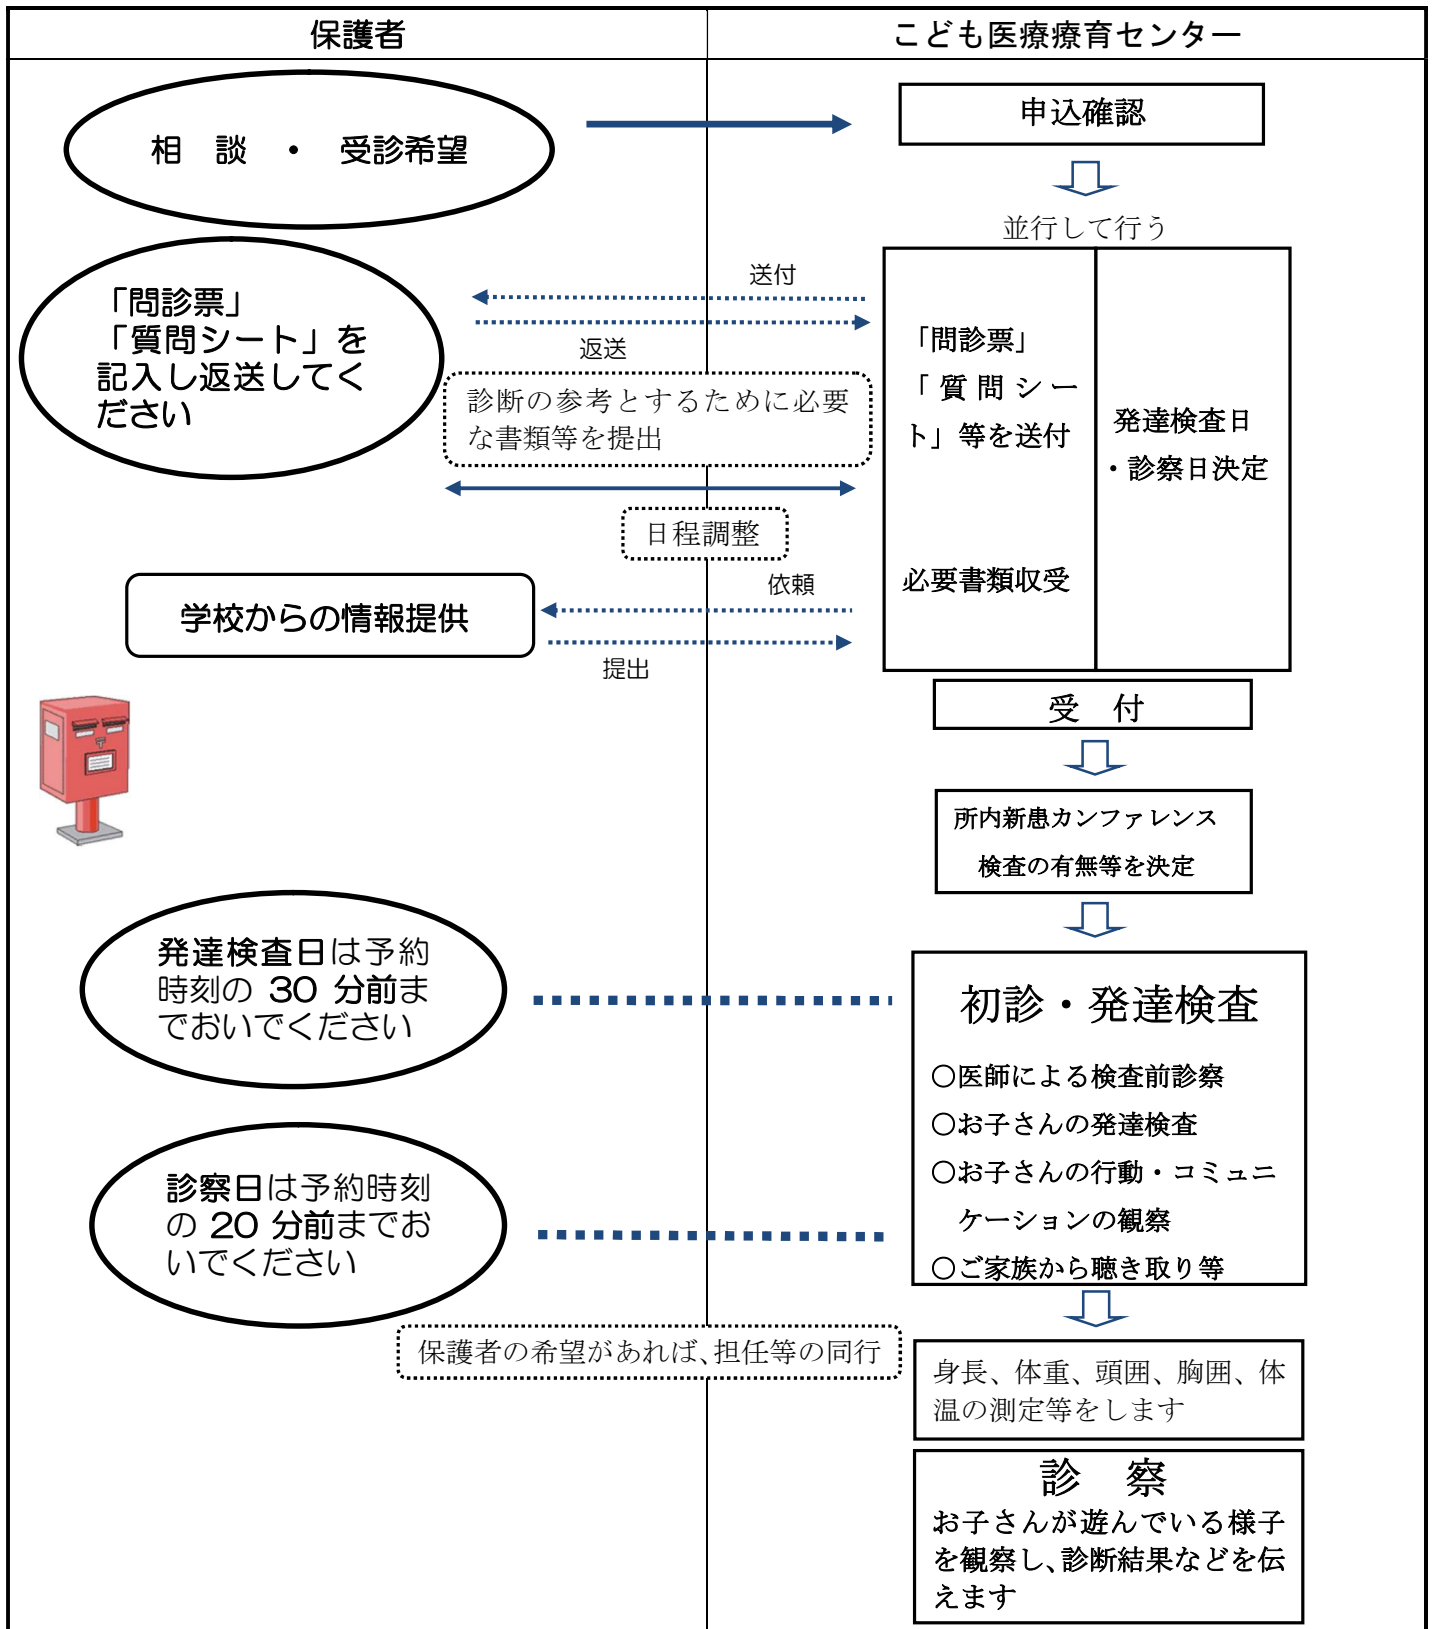 保護者
こども医療療育センター
相　談　・　受診希望
申込確認
並行して行う
「問診票」
「質問シート」を
記入し返送してく
ださい
送付
返送
診断の参考とするために必要
な書類等を提出
日程調整
「問診票」
「質問シー
ト」等を送付
必要書類収受
発達検査日
・診察日決定
学校からの情報提供
依頼
提出
受　付
所内新患カンファレンス
検査の有無等を決定
発達検査日は予約
時刻の 30 分前ま
でおいでください
初診・発達検査
○医師による検査前診察
○お子さんの発達検査
○お子さんの行動・コミュニ
ケーションの観察
○ご家族から聴き取り等
診察日は予約時刻
の 20 分前までお
いでください
保護者の希望があれば、担任等の同行
身長、体重、頭囲、胸囲、体
温の測定等をします
診　察
お子さんが遊んでいる様子
を観察し、診断結果などを伝
えます